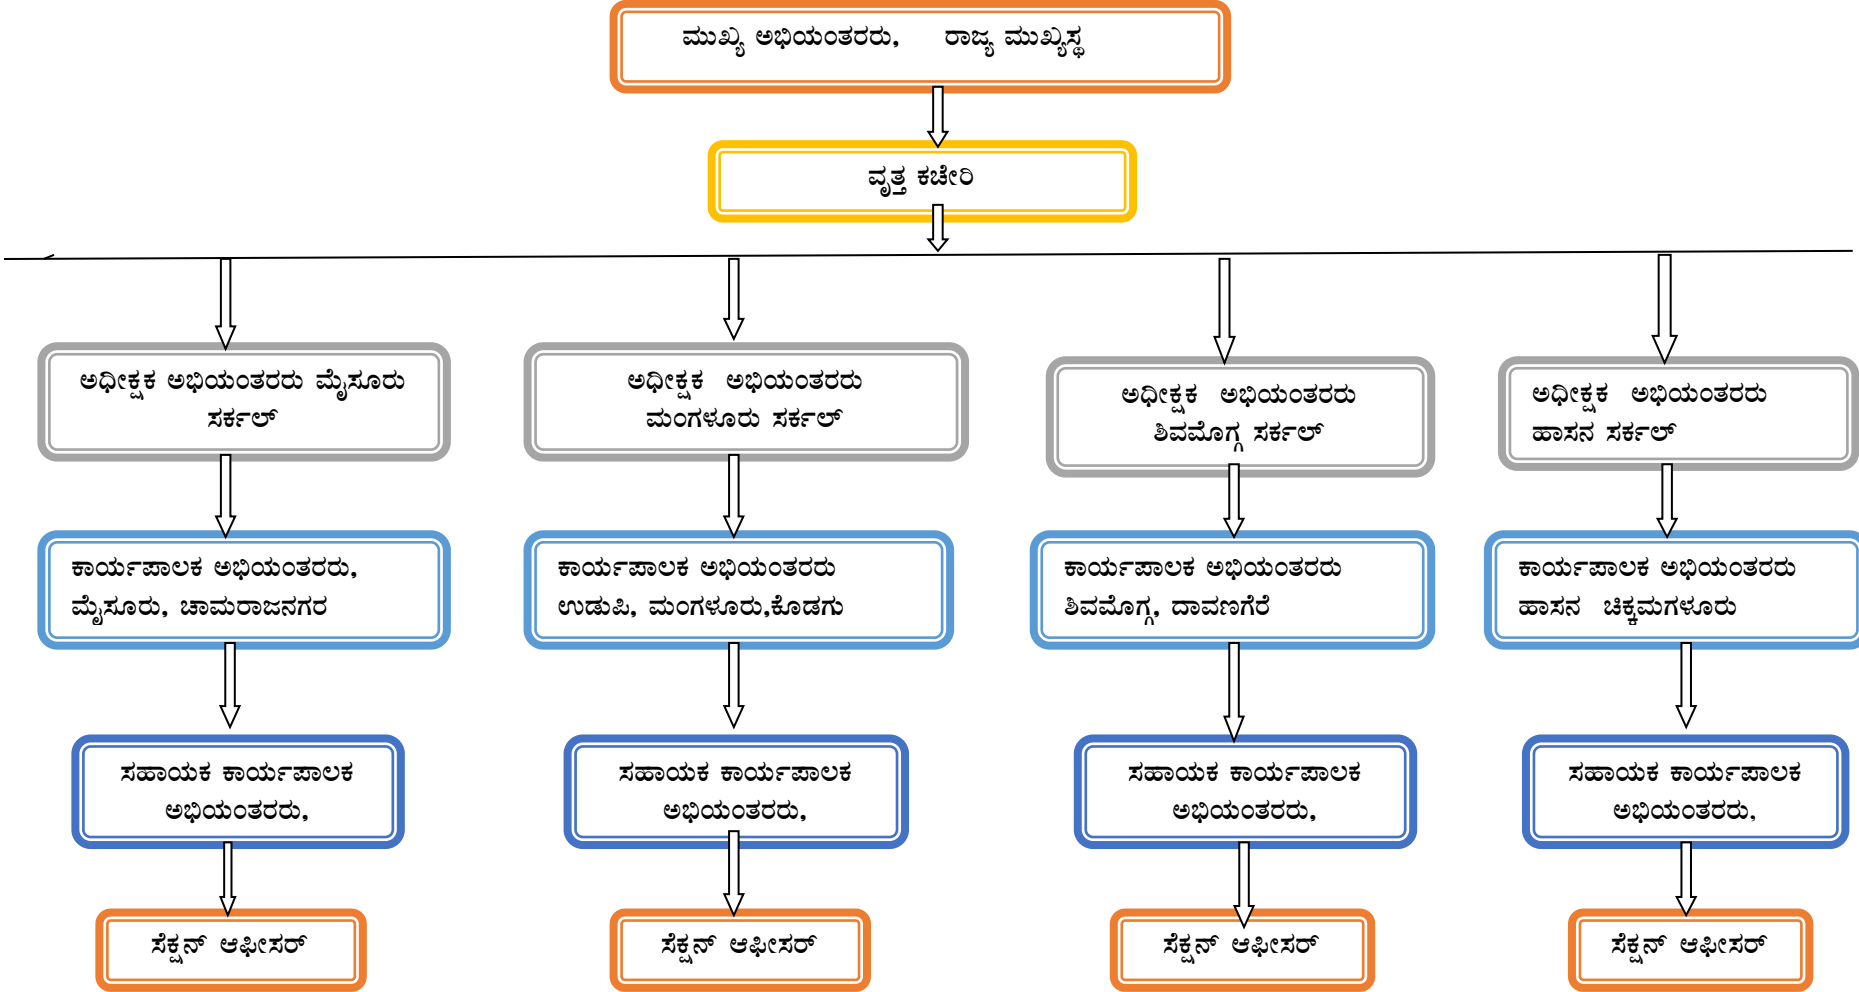 ಮುಖ್ಯ ಅಭಿಯಂತರರು, ರಾಜ್ಯ ಮುಖ್ಯಸ್ಥ
ವೃತ್ತ ಕಚೇರಿ
ಅಧೀಕ್ಷಕ ಅಭಿಯಂತರರು ಮೈಸೂರು
ಸರ್ಕಲ್
ಅಧೀಕ್ಷಕ ಅಭಿಯಂತರರು
ಮಂಗಳೂರು ಸರ್ಕಲ್
ಅಧೀಕ್ಷಕ ಅಭಿಯಂತರರು
ಶಿವಮೊಗ್ಗ ಸರ್ಕಲ್
ಅಧೀಕ್ಷಕ ಅಭಿಯಂತರರು
ಹಾಸನ ಸರ್ಕಲ್
ಕಾರ್ಯಪಾಲಕ ಅಭಿಯಂತರರು,
ಮೈಸೂರು, ಚಾಮರಾಜನಗರ
ಕಾರ್ಯಪಾಲಕ ಅಭಿಯಂತರರು
ಉಡುಪಿ, ಮಂಗಳೂರು,ಕೊಡಗು
ಕಾರ್ಯಪಾಲಕ ಅಭಿಯಂತರರು
ಶಿವಮೊಗ್ಗ, ದಾವಣಗೆರೆ
ಕಾರ್ಯಪಾಲಕ ಅಭಿಯಂತರರು
ಹಾಸನ ಚಿಕ್ಕಮಗಳೂರು
ಸಹಾಯಕ ಕಾರ್ಯಪಾಲಕ
ಅಭಿಯಂತರರು,
ಸಹಾಯಕ ಕಾರ್ಯಪಾಲಕ
ಅಭಿಯಂತರರು,
ಸಹಾಯಕ ಕಾರ್ಯಪಾಲಕ
ಅಭಿಯಂತರರು,
ಸಹಾಯಕ ಕಾರ್ಯಪಾಲಕ
ಅಭಿಯಂತರರು,
ಸೆಕ್ಷನ್ ಆಫೀಸರ್
ಸೆಕ್ಷನ್ ಆಫೀಸರ್
ಸೆಕ್ಷನ್ ಆಫೀಸರ್
ಸೆಕ್ಷನ್ ಆಫೀಸರ್